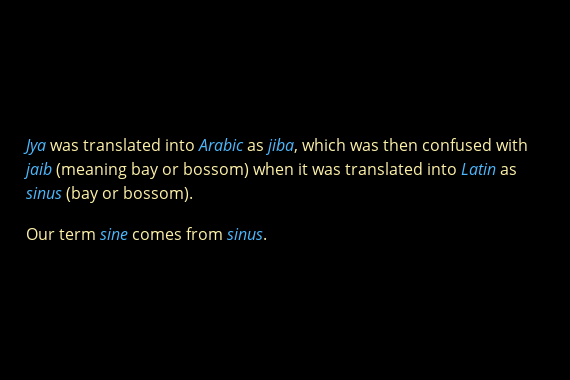 Jya was translated into Arabic as jiba, which was then confused with
jaib (meaning bay or bossom) when it was translated into Latin as
sinus (bay or bossom).
Our term sine comes from sinus.